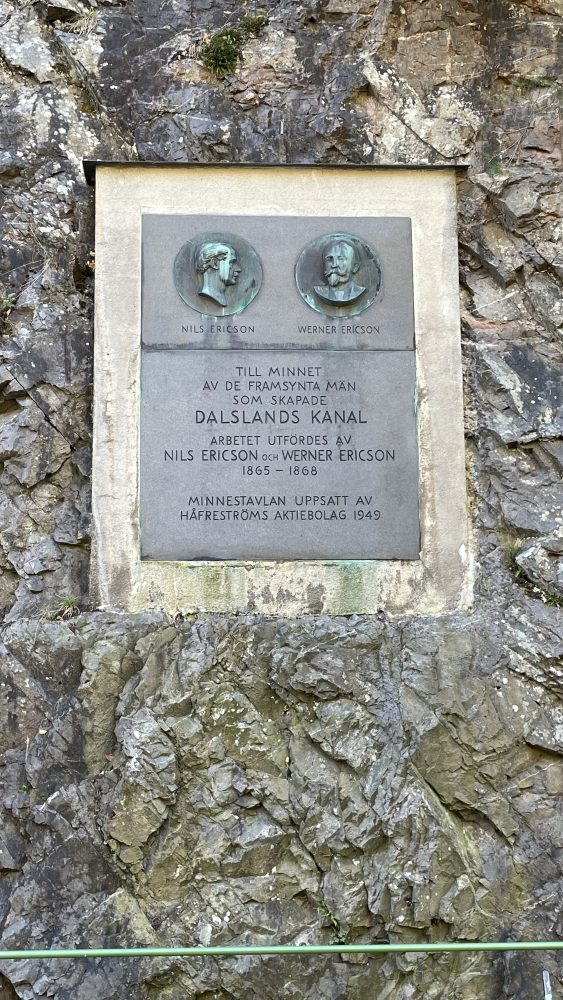 NILS ERICSON
WERNER ERICSON
TILL MINNET
AV DE FRAMSYNTA MÄN
SOM SKAPADE
DALSLANDS KANAL
ARBETET UTFÖRDES AV
NILS ERICSON OCH WERNER ERICSON
1865 – 1868
MINNESTAVLAN UPPSATT AV
HÅFRESTRÖMS AKTIEBOLAG 1949